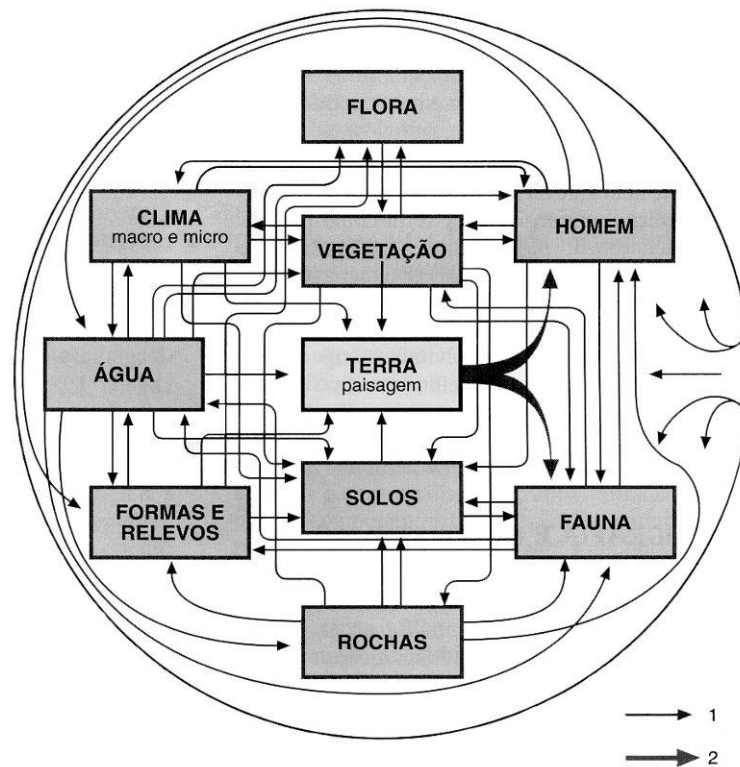 FLORA
CLIMA
macro e micro
HOMEM
VEGETAÇÃO
ÁGUA
TERRA
paisagem
SOLOS
FORMAS E
RELEVOS
FAUNA
ROCHAS
1
2